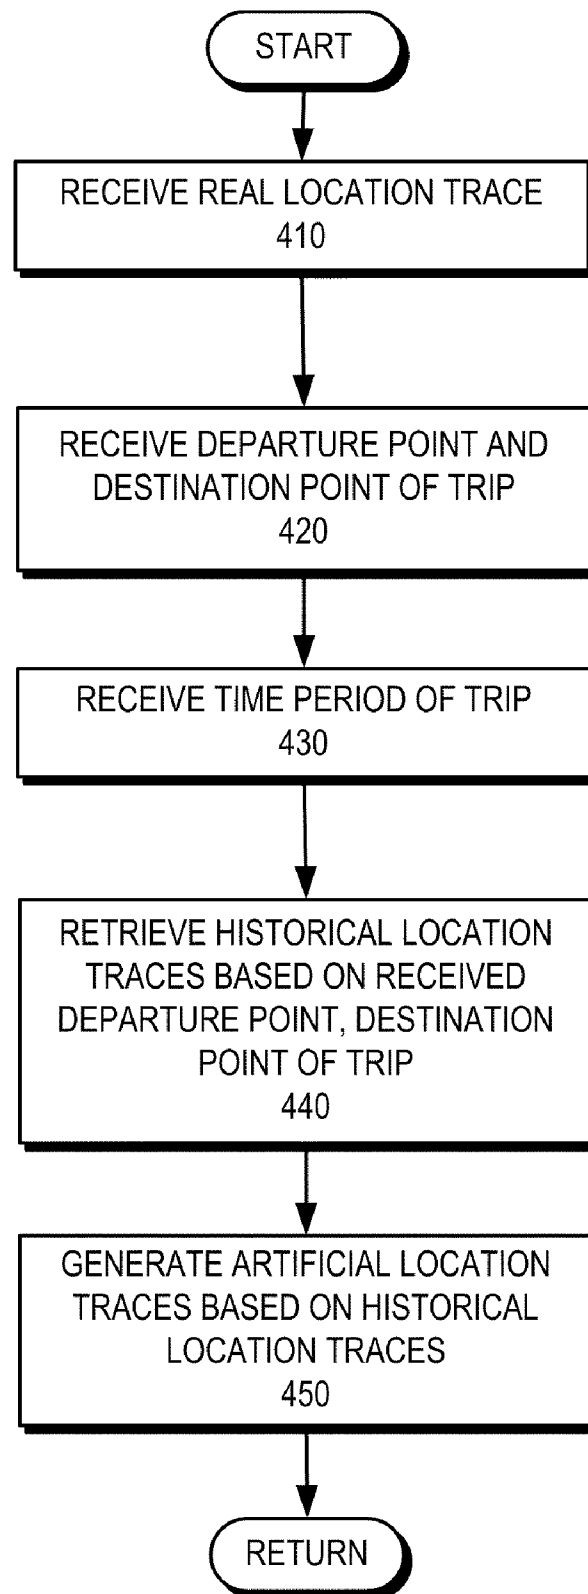 START
RECEIVE REAL LOCATION TRACE
410
RECEIVE DEPARTURE POINT AND
DESTINATION POINT OF TRIP
420
RECEIVE TIME PERIOD OF TRIP
430
RETRIEVE HISTORICAL LOCATION
TRACES BASED ON RECEIVED
DEPARTURE POINT, DESTINATION
POINT OF TRIP
440
GENERATE ARTIFICIAL LOCATION
TRACES BASED ON HISTORICAL
LOCATION TRACES
450
RETURN